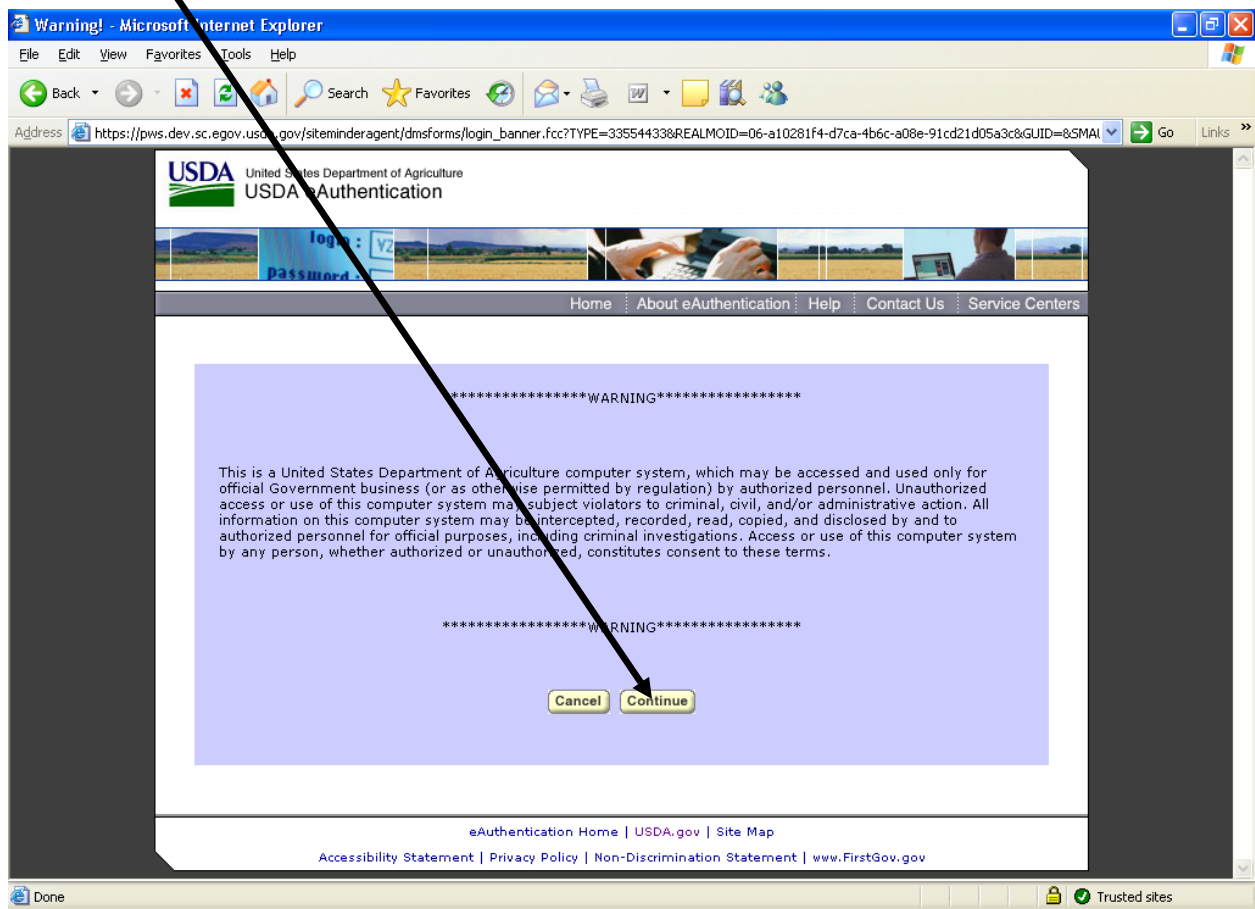 Warning! - Microsoft Internet Explorer
File Edit View Favorites Tools Help
Back Search Favorites
Address https://pws.dev.sc.egov.usda.gov/siteminderagent/dmsforms/login_banner.fcc?TYPE=33554433&REALMOID=06-a10281f4-d7ca-4b6c-a08e-91cd21d05a3c&GUID=&SMAU Go Links »
USDA United States Department of Agriculture
USDA eAuthentication
login : YZ
password :
Home About eAuthentication Help Contact Us Service Centers
*****************WARNING*****************
This is a United States Department of Agriculture computer system, which may be accessed and used only for
official Government business (or as otherwise permitted by regulation) by authorized personnel. Unauthorized
access or use of this computer system may subject violators to criminal, civil, and/or administrative action. All
information on this computer system may be intercepted, recorded, read, copied, and disclosed by and to
authorized personnel for official purposes, including criminal investigations. Access or use of this computer system
by any person, whether authorized or unauthorized, constitutes consent to these terms.
*****************WARNING*****************
Cancel Continue
eAuthentication Home | USDA.gov | Site Map
Accessibility Statement | Privacy Policy | Non-Discrimination Statement | www.FirstGov.gov
Done Trusted sites